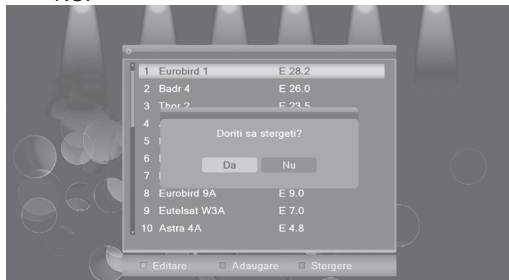 1 Eurobird 1 E 28.2
2 Badr 4 E 26.0
3 Thor 2 E 23.5
4
Doriti sa stergeti?
5
6
Da Nu
7
8 Eurobird 9A E 9.0
9 Eutelsat W3A E 7.0
10 Astra 4A E 4.8
Editare Adaugare Stergere